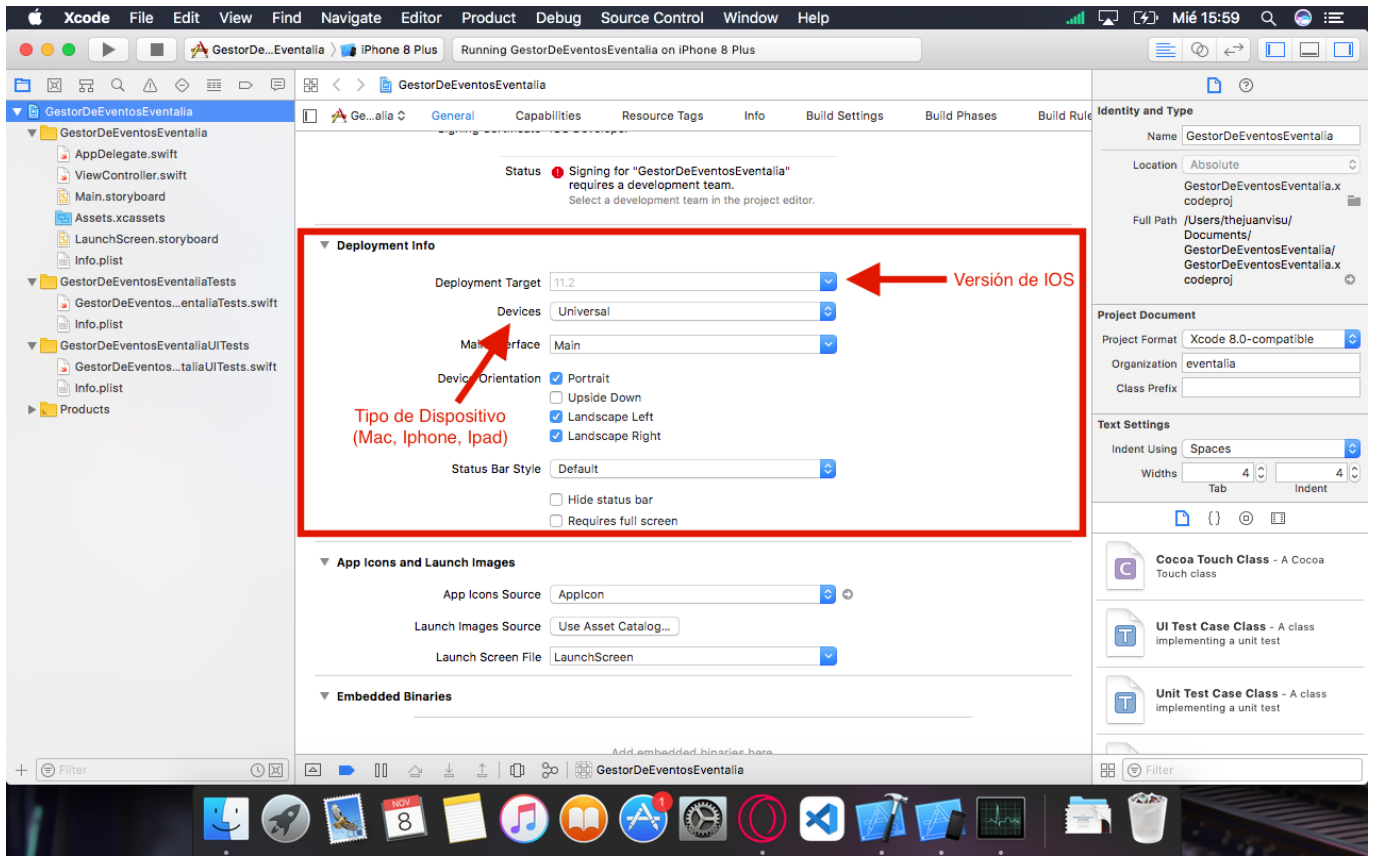 Xcode File Edit View Find Navigate Editor Product Debug Source Control Window Help Mié 15:59
GestorDe...Eventalia iPhone 8 Plus Running GestorDeEventosEventalia on iPhone 8 Plus
GestorDeEventosEventalia
GestorDeEventosEventalia
GestorDeEventosEventalia
AppDelegate.swift
ViewController.swift
Main.storyboard
Assets.xcassets
LaunchScreen.storyboard
Info.plist
GestorDeEventosEventaliaTests
GestorDeEventos...entaliaTests.swift
Info.plist
GestorDeEventosEventaliaUITests
GestorDeEventos...taliaUITests.swift
Info.plist
Products
Filter
Ge...alia General Capabilities Resource Tags Info Build Settings Build Phases Build Rule
Status Signing for "GestorDeEventosEventalia"
requires a development team.
Select a development team in the project editor.
Deployment Info
Deployment Target 11.2
Versión de IOS
Devices Universal
Main Interface Main
Device Orientation Portrait
Upside Down
Landscape Left
Landscape Right
Tipo de Dispositivo
(Mac, Iphone, Ipad)
Status Bar Style Default
Hide status bar
Requires full screen
App Icons and Launch Images
App Icons Source AppIcon
Launch Images Source Use Asset Catalog...
Launch Screen File LaunchScreen
Embedded Binaries
Add embedded binaries here
GestorDeEventosEventalia
Identity and Type
Name GestorDeEventosEventalia
Location Absolute
GestorDeEventosEventalia.x
codeproj
Full Path /Users/thejuanvisu/
Documents/
GestorDeEventosEventalia/
GestorDeEventosEventalia.x
codeproj
Project Document
Project Format Xcode 8.0-compatible
Organization eventalia
Class Prefix
Text Settings
Indent Using Spaces
Widths 4 4
Tab Indent
{}
C
Cocoa Touch Class - A Cocoa
Touch class
T
UI Test Case Class - A class
implementing a unit test
T
Unit Test Case Class - A class
implementing a unit test
Filter
NOV
8
1